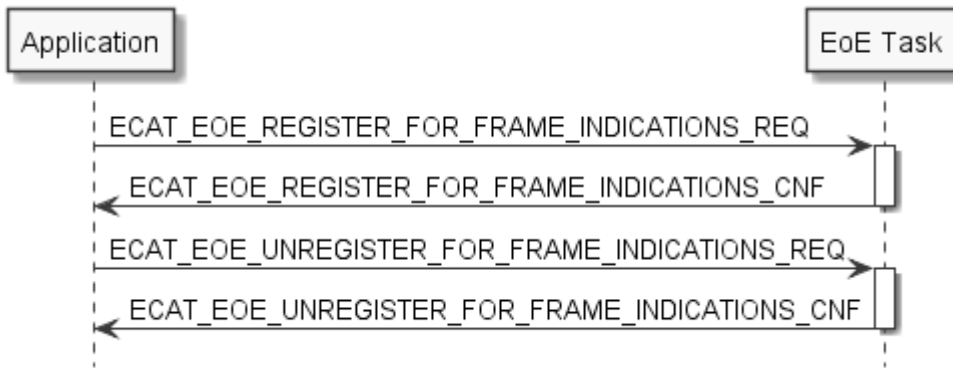 Application
EoE Task
ECAT_EOE_REGISTER_FOR_FRAME_INDICATIONS_REQ
ECAT_EOE_REGISTER_FOR_FRAME_INDICATIONS_CNF
ECAT_EOE_UNREGISTER_FOR_FRAME_INDICATIONS_REQ
ECAT_EOE_UNREGISTER_FOR_FRAME_INDICATIONS_CNF